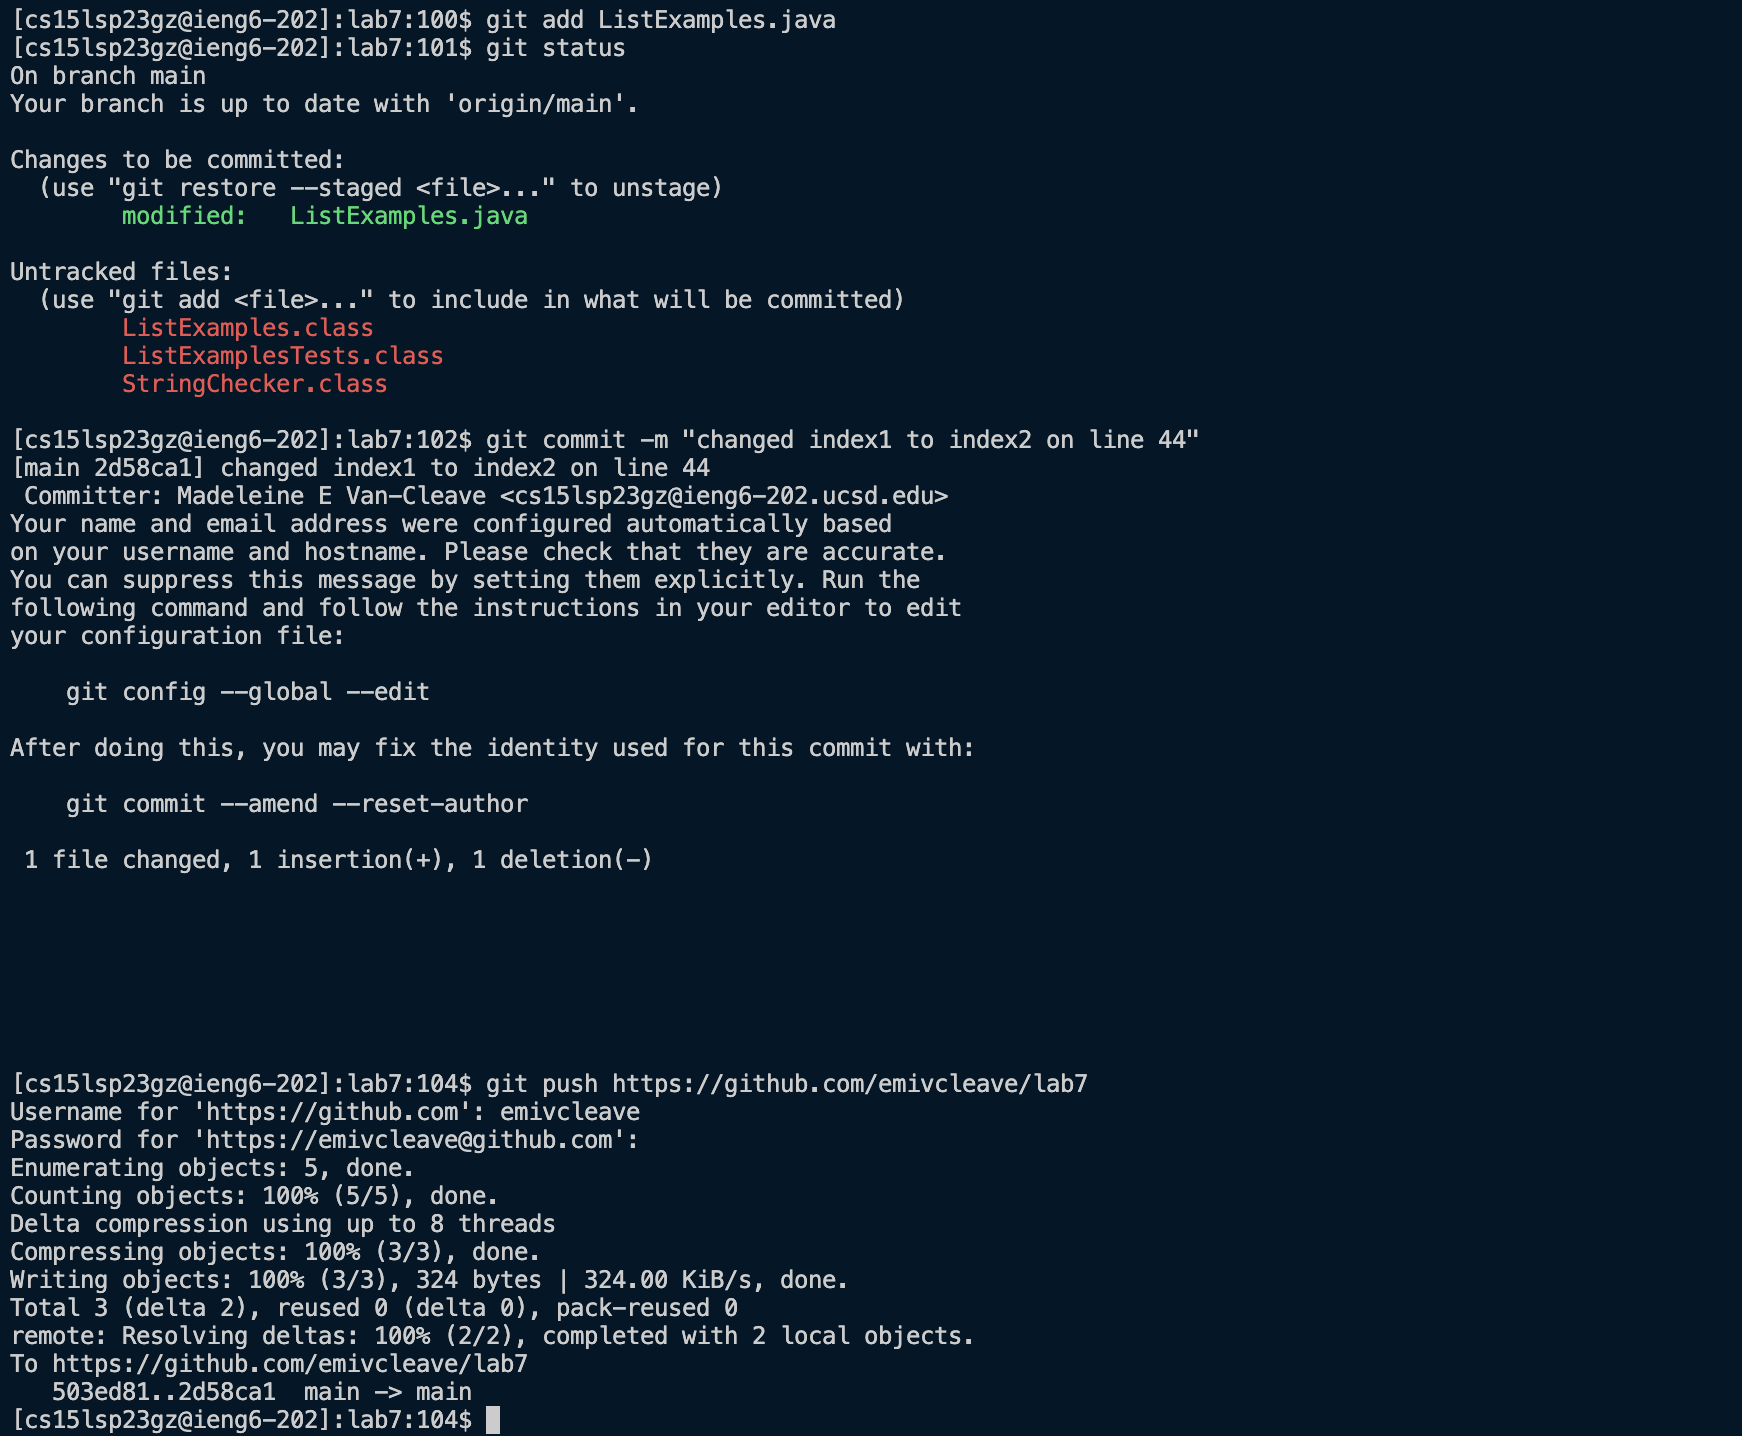 [cs15lsp23gz@ieng6-202]:lab7:100$ git add ListExamples.java
[cs15lsp23gz@ieng6-202]:lab7:101$ git status
On branch main
Your branch is up to date with 'origin/main'.
Changes to be committed:
  (use "git restore --staged <file>..." to unstage)
        modified:   ListExamples.java
Untracked files:
  (use "git add <file>..." to include in what will be committed)
        ListExamples.class
        ListExamplesTests.class
        StringChecker.class
[cs15lsp23gz@ieng6-202]:lab7:102$ git commit -m "changed index1 to index2 on line 44"
[main 2d58ca1] changed index1 to index2 on line 44
 Committer: Madeleine E Van-Cleave <cs15lsp23gz@ieng6-202.ucsd.edu>
Your name and email address were configured automatically based
on your username and hostname. Please check that they are accurate.
You can suppress this message by setting them explicitly. Run the
following command and follow the instructions in your editor to edit
your configuration file:
    git config --global --edit
After doing this, you may fix the identity used for this commit with:
    git commit --amend --reset-author
 1 file changed, 1 insertion(+), 1 deletion(-)
[cs15lsp23gz@ieng6-202]:lab7:104$ git push https://github.com/emivcleave/lab7
Username for 'https://github.com': emivcleave
Password for 'https://emivcleave@github.com':
Enumerating objects: 5, done.
Counting objects: 100% (5/5), done.
Delta compression using up to 8 threads
Compressing objects: 100% (3/3), done.
Writing objects: 100% (3/3), 324 bytes | 324.00 KiB/s, done.
Total 3 (delta 2), reused 0 (delta 0), pack-reused 0
remote: Resolving deltas: 100% (2/2), completed with 2 local objects.
To https://github.com/emivcleave/lab7
   503ed81..2d58ca1  main -> main
[cs15lsp23gz@ieng6-202]:lab7:104$